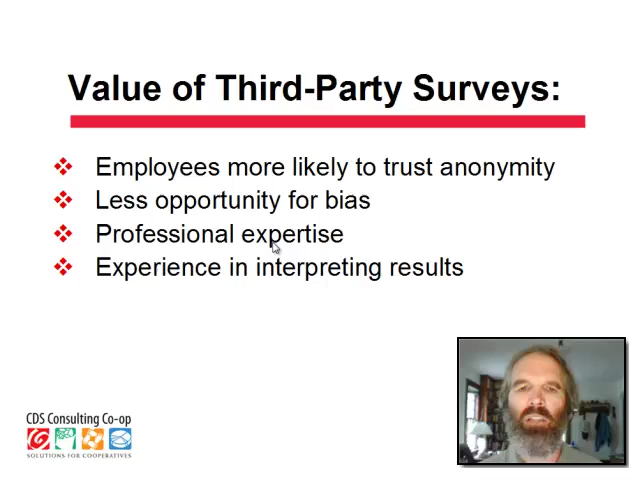 Value of Third-Party Surveys:
Employees more likely to trust anonymity
Less opportunity for bias
Professional expertise
Experience in interpreting results
CDS Consulting Co-op
SOLUTIONS FOR COOPERATIVES